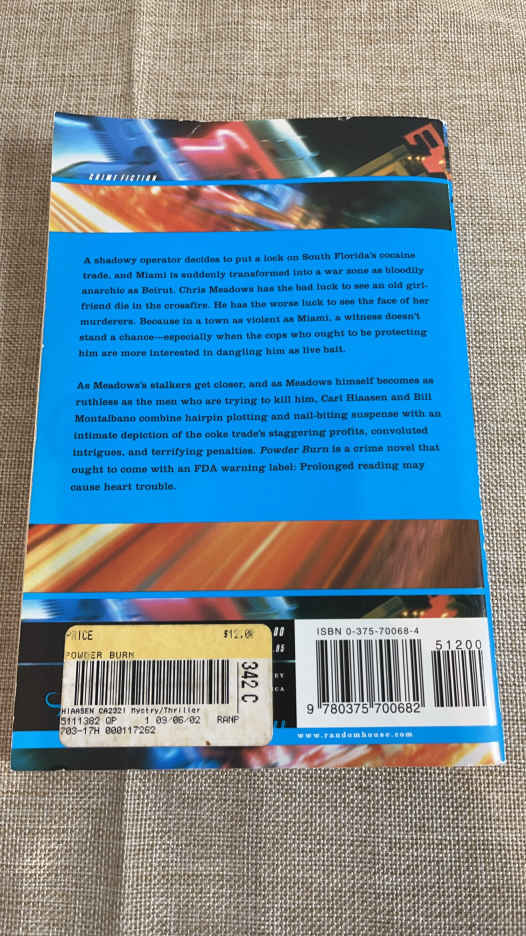 CRIME FICTION
A shadowy operator decides to put a lock on South Florida's cocaine
trade, and Miami is suddenly transformed into a war zone as bloodily
anarchic as Beirut. Chris Meadows has the bad luck to see an old girl-
friend die in the crossfire. He has the worse luck to see the face of her
murderers. Because in a town as violent as Miami, a witness doesn't
stand a chance—especially when the cops who ought to be protecting
him are more interested in dangling him as live bait.
As Meadows's stalkers get closer, and as Meadows himself becomes as
ruthless as the men who are trying to kill him, Carl Hiaasen and Bill
Montalbano combine hairpin plotting and nail-biting suspense with an
intimate depiction of the coke trade's staggering profits, convoluted
intrigues, and terrifying penalties. Powder Burn is a crime novel that
ought to come with an FDA warning label: Prolonged reading may
cause heart trouble.
PRICE $12.00
POWDER BURN
342 C
HIAASEN CA2321 Mystry/Thriller
5111382 QP 1 09/06/02 RAMP
703-17H 000117262
00
.95
ISBN 0-375-70068-4
51200
9 780375 700682
www.randomhouse.com